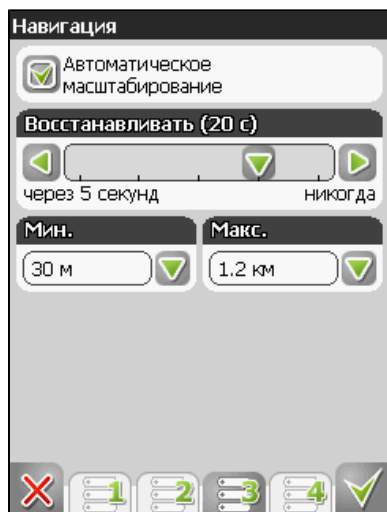 Навигация
Автоматическое
масштабирование
Восстанавливать (20 с)
через 5 секунд никогда
Мин. Макс.
30 м 1.2 км
1 2 3 4